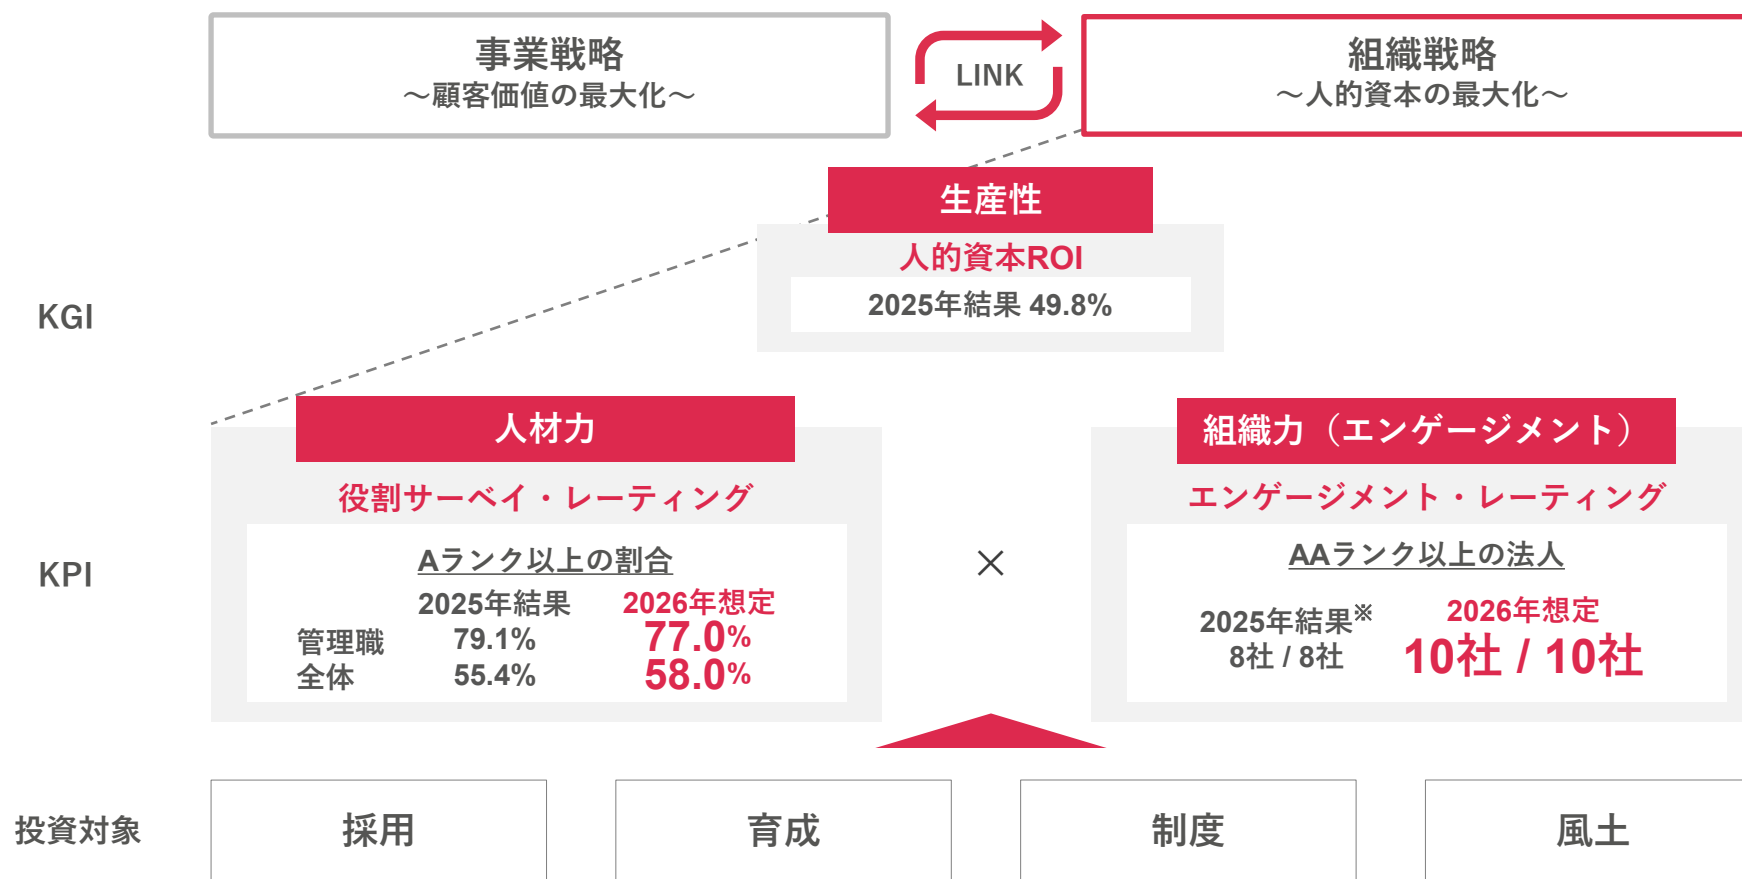 事業戦略
～顧客価値の最大化～
LINK
組織戦略
～人的資本の最大化～
生産性
人的資本ROI
2025年結果 49.8%
KGI
人材力
役割サーベイ・レーティング
Aランク以上の割合
2025年結果 2026年想定
管理職 79.1% 77.0%
全体 55.4% 58.0%
×
組織力（エンゲージメント）
エンゲージメント・レーティング
AAランク以上の法人
2025年結果※ 2026年想定
8社 / 8社 10社 / 10社
KPI
投資対象
採用
育成
制度
風土